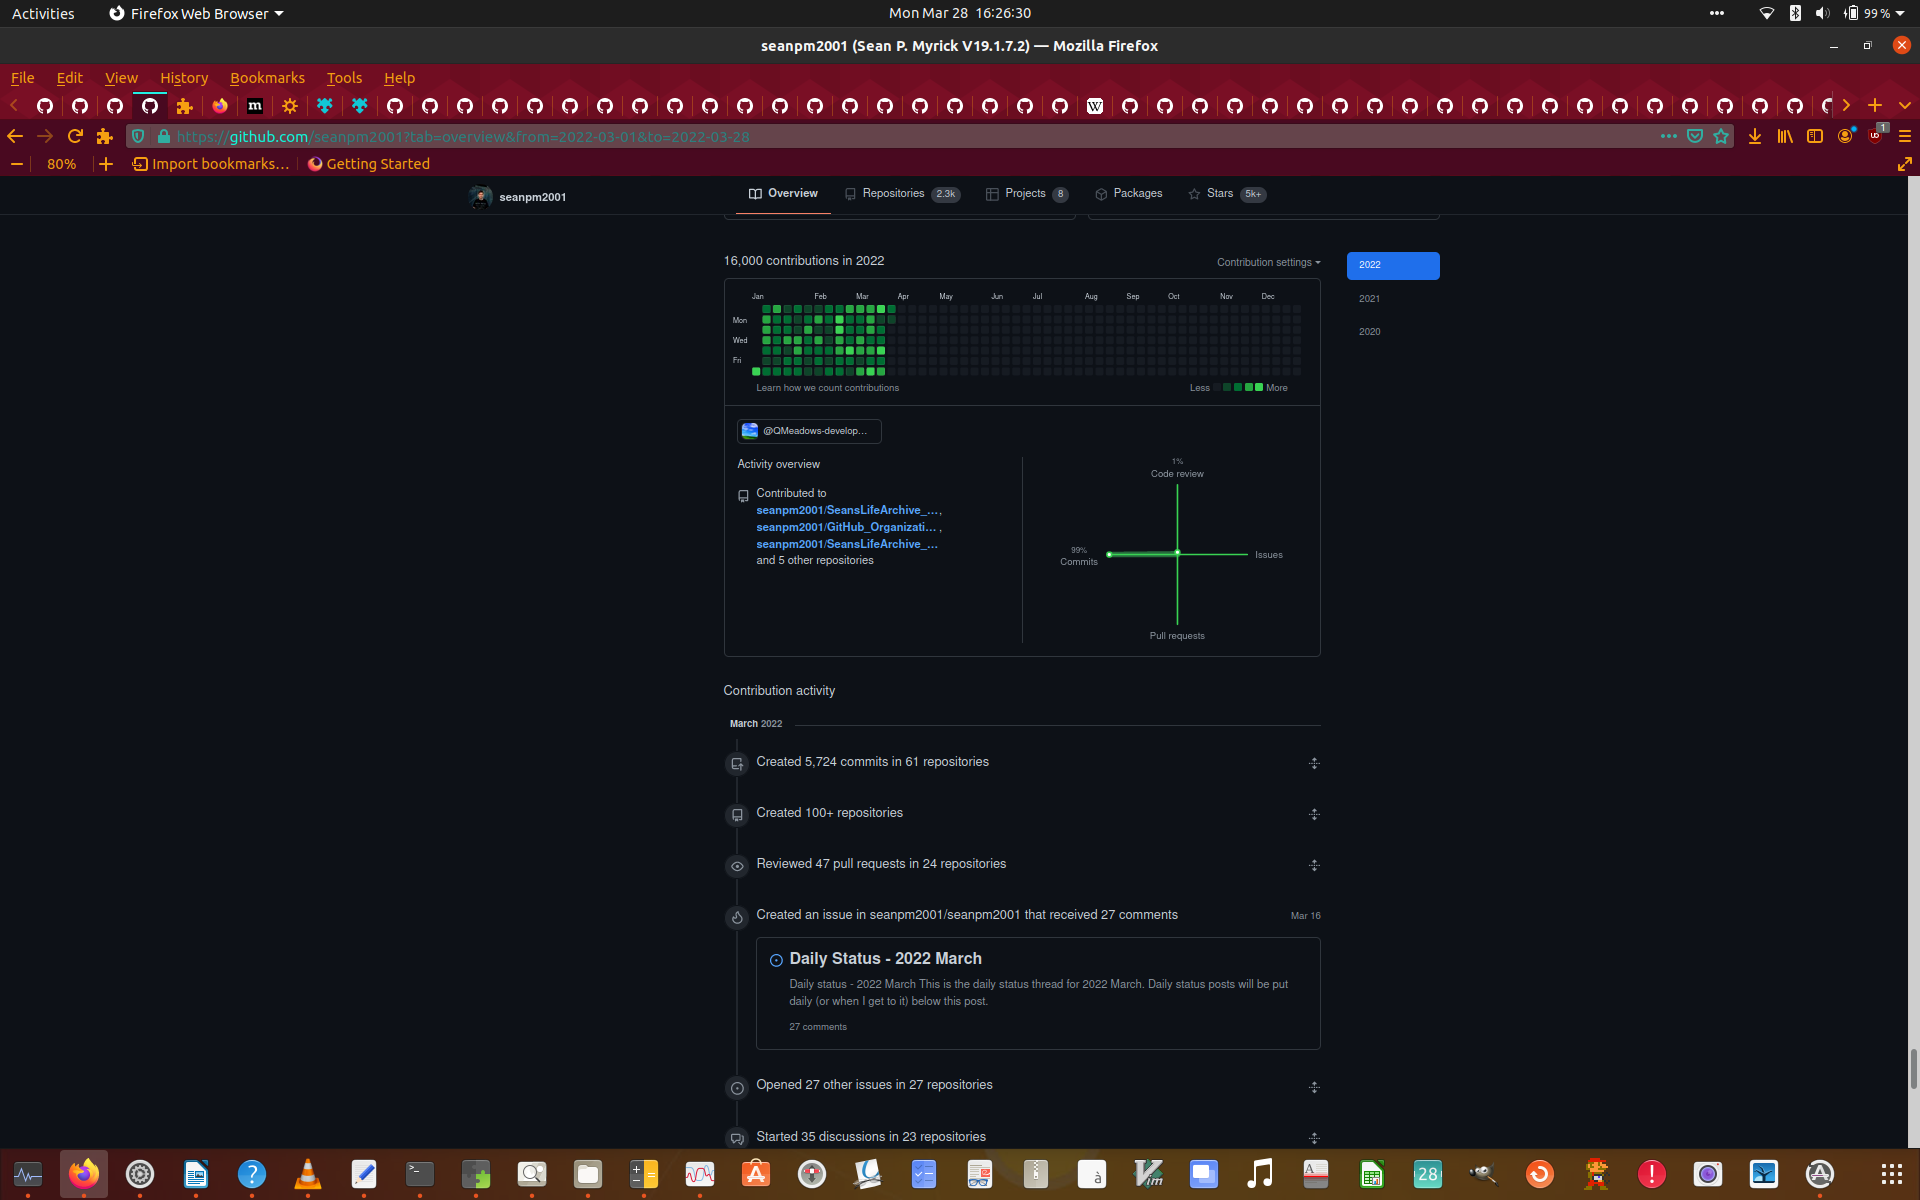 Activities
Firefox Web Browser
Mon Mar 28 16:26:30
99 %
seanpm2001 (Sean P. Myrick V19.1.7.2) — Mozilla Firefox
File Edit View History Bookmarks Tools Help
https://github.com/seanpm2001?tab=overview&from=2022-03-01&to=2022-03-28
1
80%
Import bookmarks…
Getting Started
seanpm2001
Overview
Repositories 2.3k
Projects 8
Packages
Stars 5k+
16,000 contributions in 2022
Contribution settings
2022
2021
2020
Jan Feb Mar Apr May Jun Jul Aug Sep Oct Nov Dec
Mon
Wed
Fri
Learn how we count contributions
Less More
@QMeadows-develop…
Activity overview
Contributed to
seanpm2001/SeansLifeArchive_…,
seanpm2001/GitHub_Organizati… ,
seanpm2001/SeansLifeArchive_…
and 5 other repositories
1%
Code review
99%
Commits
Issues
Pull requests
Contribution activity
March 2022
Created 5,724 commits in 61 repositories
Created 100+ repositories
Reviewed 47 pull requests in 24 repositories
Created an issue in seanpm2001/seanpm2001 that received 27 comments
Mar 16
Daily Status - 2022 March
Daily status - 2022 March This is the daily status thread for 2022 March. Daily status posts will be put
daily (or when I get to it) below this post.
27 comments
Opened 27 other issues in 27 repositories
Started 35 discussions in 23 repositories
28